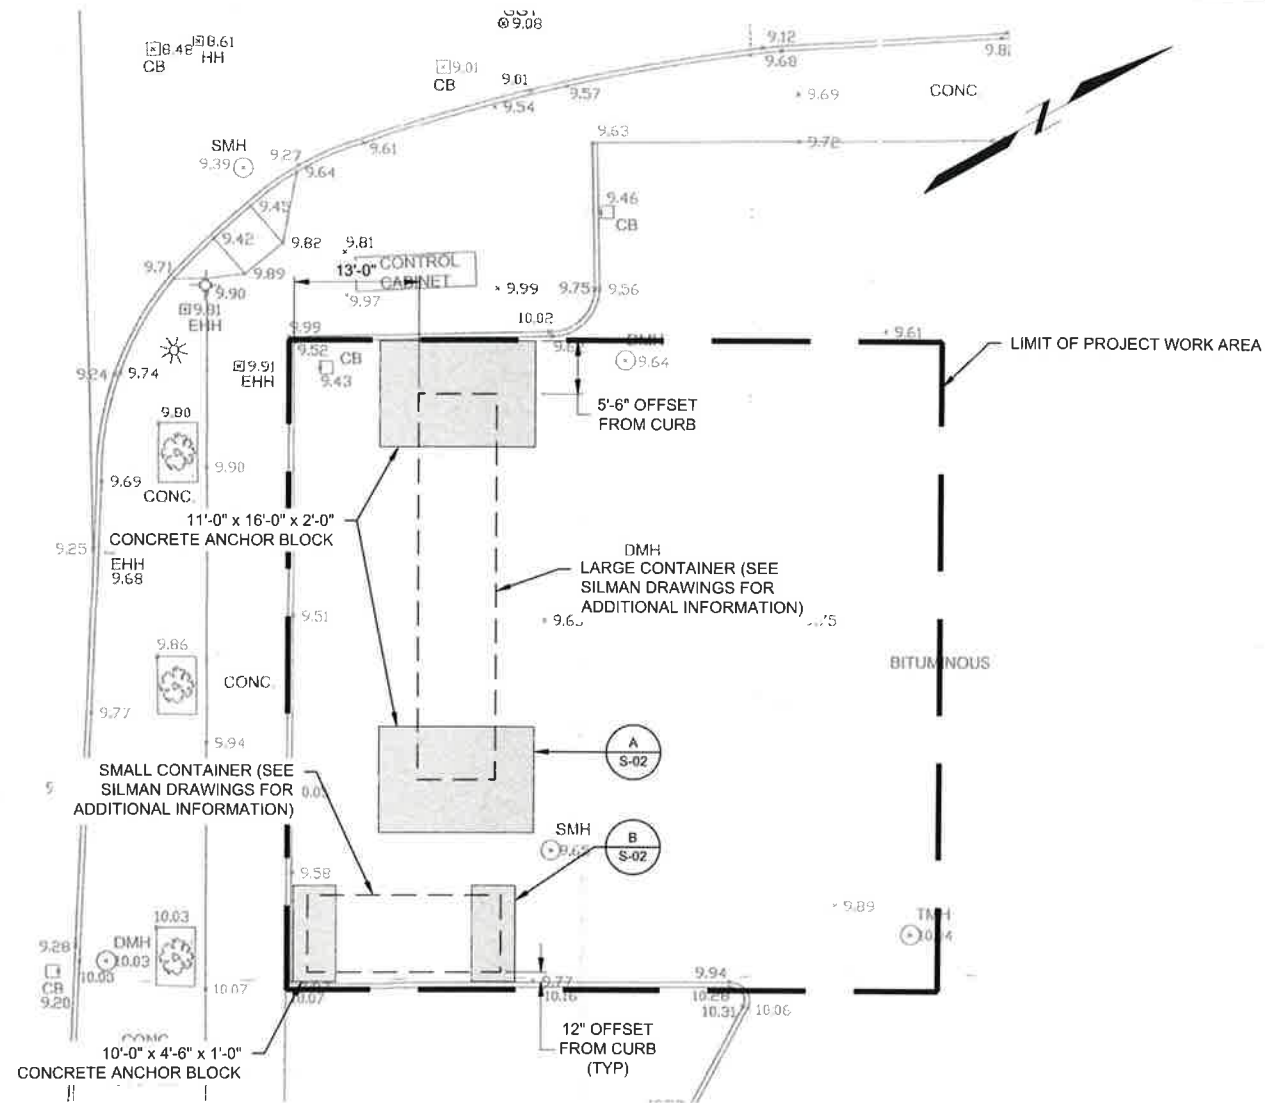 9.08
8.48
CB
8.61
HH
9.01
CB
9.01
9.54
9.57
9.12
9.68
9.81
9.69
CONC
SMH
9.39
9.27
9.64
9.61
9.63
9.72
9.45
9.42
9.82
9.81
9.46
CB
9.71
9.89
13'-0"
CONTROL
CABINET
9.97
9.99
9.75
9.56
9.90
9.81
EHH
10.02
9.99
9.52
CB
9.43
DMH
9.64
9.61
LIMIT OF PROJECT WORK AREA
9.24
9.74
9.91
EHH
5'-6" OFFSET
FROM CURB
9.80
9.90
9.69
CONC.
11'-0" x 16'-0" x 2'-0"
CONCRETE ANCHOR BLOCK
9.25
EHH
9.68
DMH
LARGE CONTAINER (SEE
SILMAN DRAWINGS FOR
ADDITIONAL INFORMATION)
9.51
9.86
CONC.
BITUMINOUS
9.77
9.94
A
S-02
SMALL CONTAINER (SEE
SILMAN DRAWINGS FOR
ADDITIONAL INFORMATION)
SMH
9.65
B
S-02
9.58
10.03
DMH
10.03
9.28
10.00
CB
9.20
10.07
10.07
9.89
TMH
9.77
10.16
9.94
10.28
10.31
10.06
12" OFFSET
FROM CURB
(TYP)
CONC
10'-0" x 4'-6" x 1'-0"
CONCRETE ANCHOR BLOCK